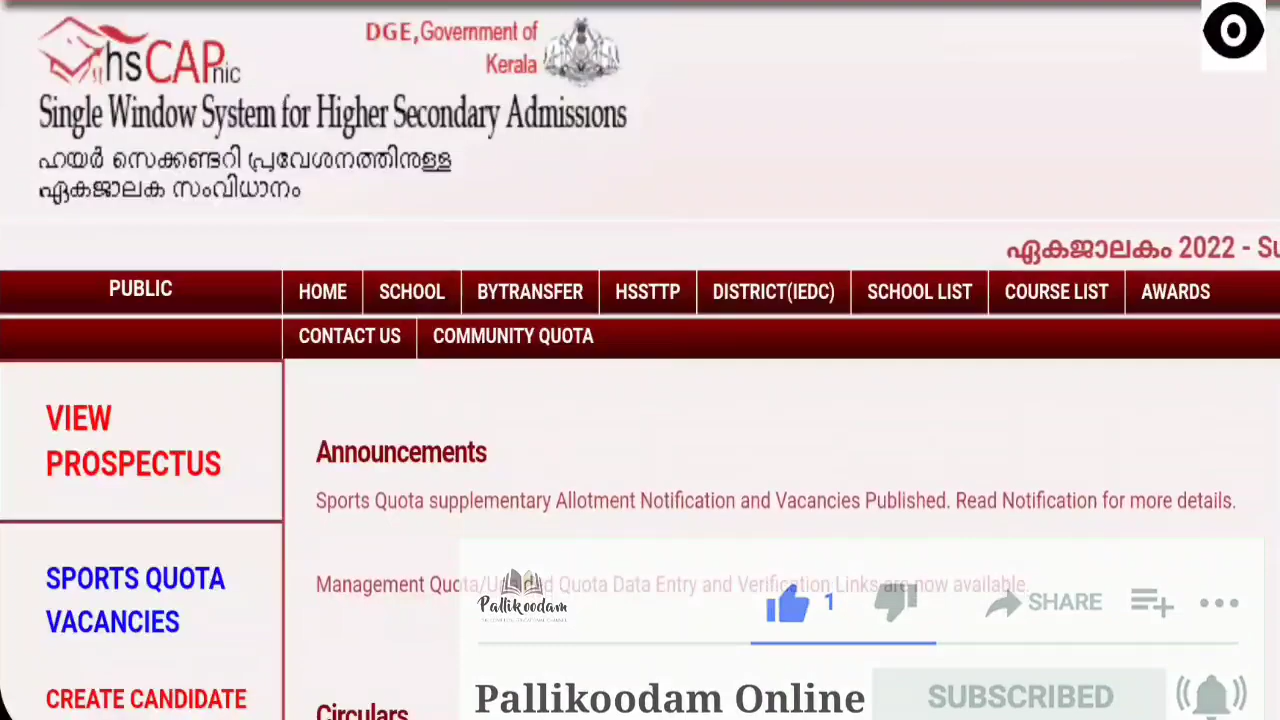 hsCAPnic
DGE, Government of
Kerala
Single Window System for Higher Secondary Admissions
ഹയർ സെക്കണ്ടറി പ്രവേശനത്തിനുള്ള
ഏകജാലക സംവിധാനം
ഏകജാലകം 2022 - Su
PUBLIC
HOME SCHOOL BYTRANSFER HSSTTP DISTRICT(IEDC) SCHOOL LIST COURSE LIST AWARDS
CONTACT US COMMUNITY QUOTA
VIEW
PROSPECTUS
SPORTS QUOTA
VACANCIES
CREATE CANDIDATE
Announcements
Sports Quota supplementary Allotment Notification and Vacancies Published. Read Notification for more details.
Management Quota/Unaided Quota Data Entry and Verification Links are now available.
Circulars
Pallikoodam
1 SHARE
Pallikoodam Online
SUBSCRIBED